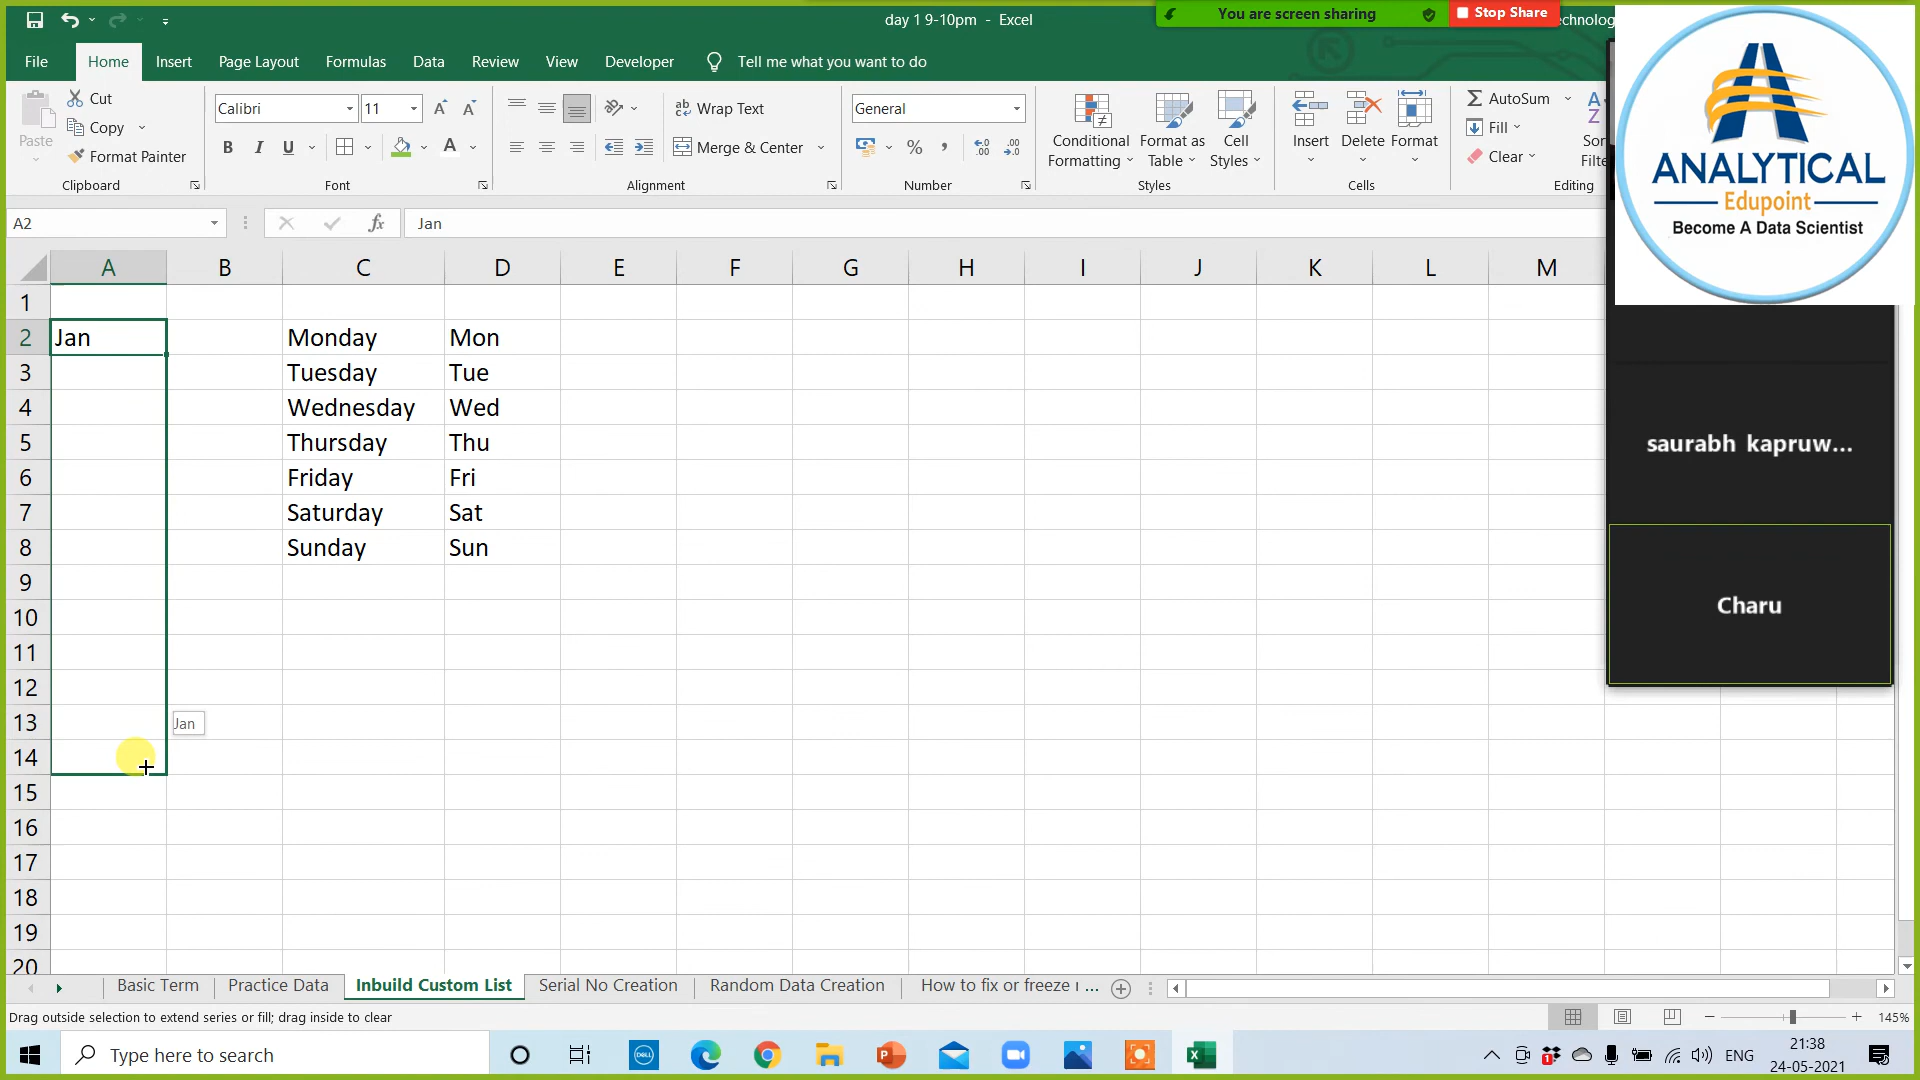 day 1 9-10pm - Excel
You are screen sharing
Stop Share
File Home Insert Page Layout Formulas Data Review View Developer Tell me what you want to do
Paste
Cut
Copy
Format Painter
Clipboard
Calibri 11
B I U A
Font
Wrap Text
Merge & Center
Alignment
General
Number
Conditional Formatting
Format as Table
Cell Styles
Styles
Insert Delete Format
Cells
AutoSum
Fill
Clear
Editing
ANALYTICAL
Edupoint
Become A Data Scientist
A2 fx Jan
A B C D E F G H I J K L M
1
2 Jan Monday Mon
3 Tuesday Tue
4 Wednesday Wed
5 Thursday Thu
6 Friday Fri
7 Saturday Sat
8 Sunday Sun
9
10
11
12
13 Jan
14
15
16
17
18
19
20
saurabh kapruw...
Charu
Basic Term Practice Data Inbuild Custom List Serial No Creation Random Data Creation How to fix or freeze r ...
Drag outside selection to extend series or fill; drag inside to clear
145%
Type here to search
DELL
ENG
21:38
24-05-2021